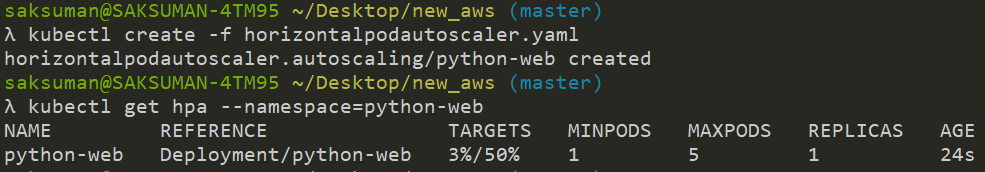 saksuman@SAKSUMAN-4TM95 ~/Desktop/new_aws (master)
λ kubectl create -f horizontalpodautoscaler.yaml
horizontalpodautoscaler.autoscaling/python-web created
saksuman@SAKSUMAN-4TM95 ~/Desktop/new_aws (master)
λ kubectl get hpa --namespace=python-web
NAME REFERENCE TARGETS MINPODS MAXPODS REPLICAS AGE
python-web Deployment/python-web 3%/50% 1 5 1 24s